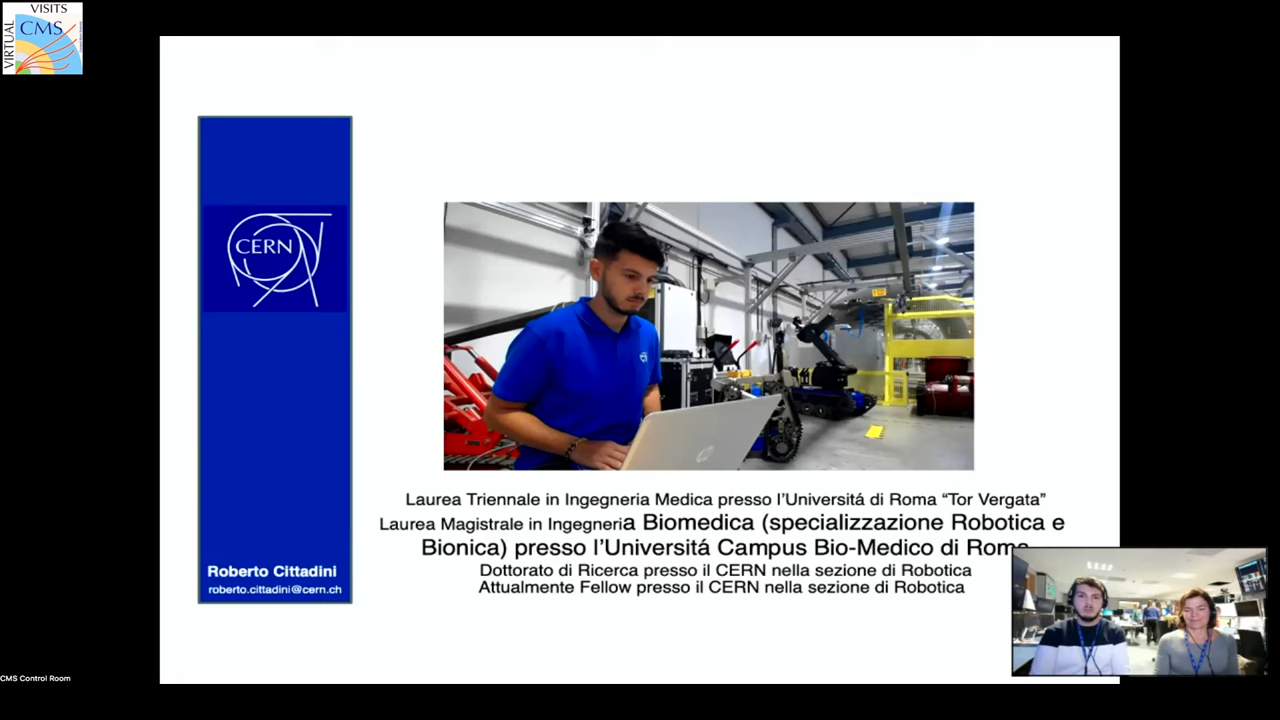 VISITS
VIRTUAL
CMS
CERN
Laurea Triennale in Ingegneria Medica presso l'Universitá di Roma “Tor Vergata”
Laurea Magistrale in Ingegneria Biomedica (specializzazione Robotica e
Bionica) presso l'Universitá Campus Bio-Medico di Roma
Dottorato di Ricerca presso il CERN nella sezione di Robotica
Attualmente Fellow presso il CERN nella sezione di Robotica
Roberto Cittadini
roberto.cittadini@cern.ch
CMS Control Room